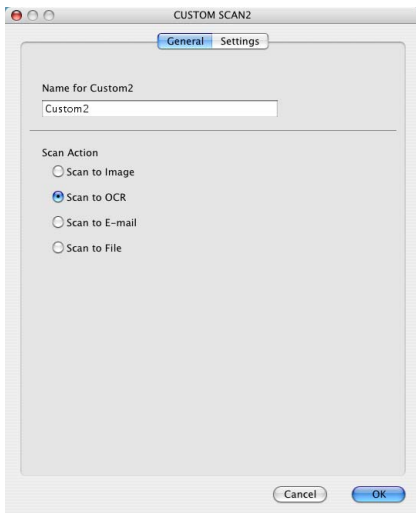 CUSTOM SCAN2
General Settings
Name for Custom2
Custom2
Scan Action
Scan to Image
Scan to OCR
Scan to E-mail
Scan to File
Cancel OK